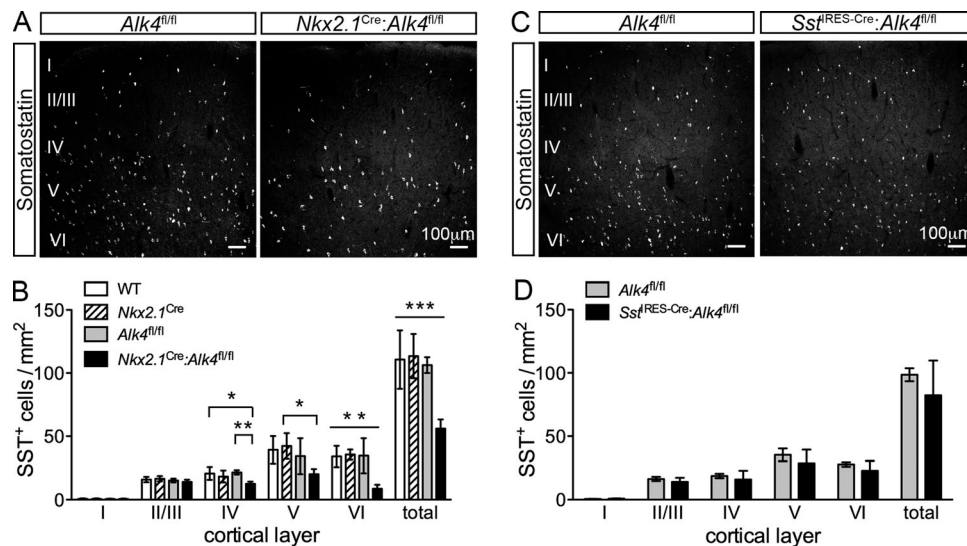 A
Alk4fl/fl
Nkx2.1Cre:Alk4fl/fl
Somatostatin
I
II/III
IV
V
VI
100µm
C
Alk4fl/fl
SstIRES-Cre:Alk4fl/fl
Somatostatin
I
II/III
IV
V
VI
100µm
B
WT
Nkx2.1Cre
Alk4fl/fl
Nkx2.1Cre:Alk4fl/fl
SST+ cells / mm2
150
100
50
0
*
**
*
* *
***
I II/III IV V VI total
cortical layer
D
Alk4fl/fl
SstIRES-Cre:Alk4fl/fl
SST+ cells / mm2
150
100
50
0
I II/III IV V VI total
cortical layer